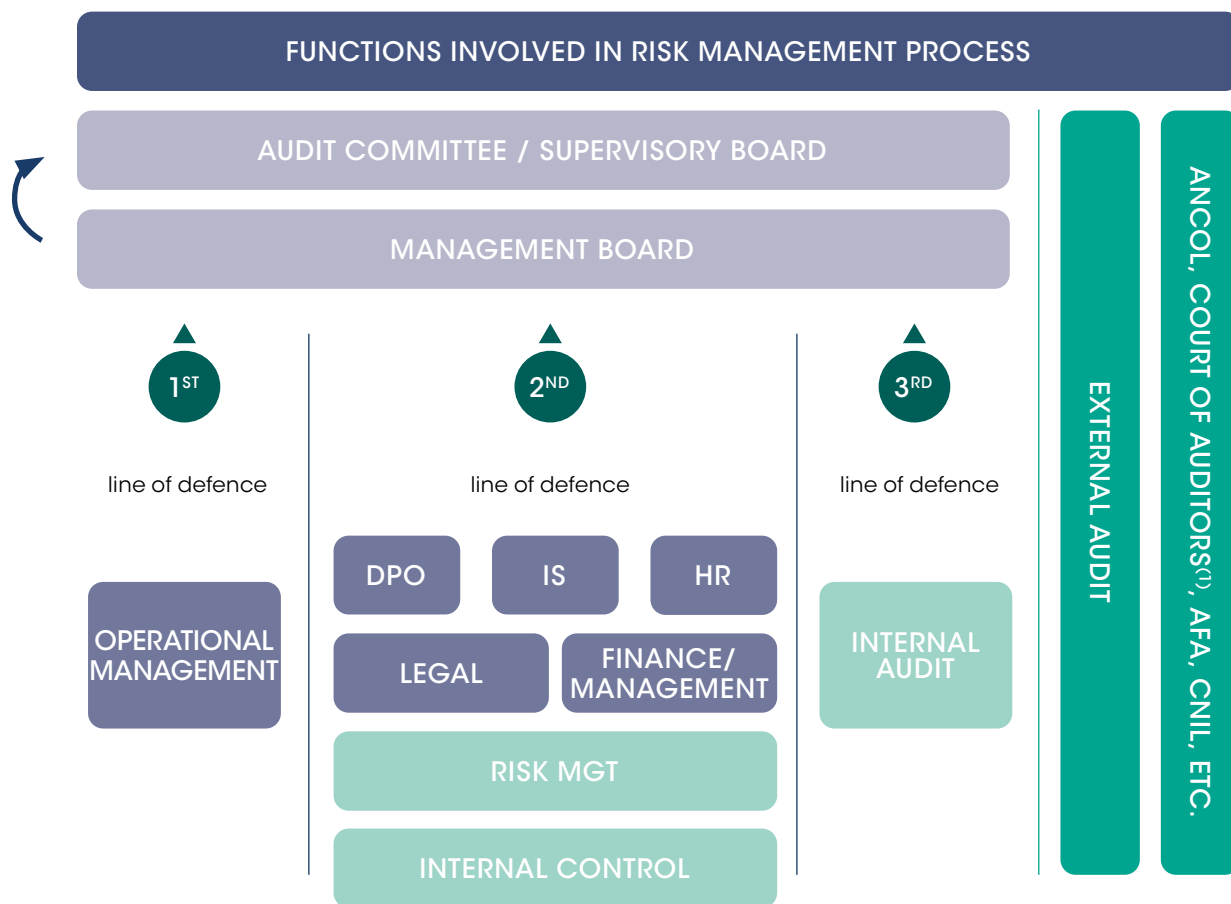 FUNCTIONS INVOLVED IN RISK MANAGEMENT PROCESS
AUDIT COMMITTEE / SUPERVISORY BOARD
MANAGEMENT BOARD
1ST
line of defence
OPERATIONAL
MANAGEMENT
2ND
line of defence
DPO
IS
HR
LEGAL
FINANCE/
MANAGEMENT
RISK MGT
INTERNAL CONTROL
3RD
line of defence
INTERNAL
AUDIT
EXTERNAL AUDIT
ANCOL, COURT OF AUDITORS(1), AFA, CNIL, ETC.